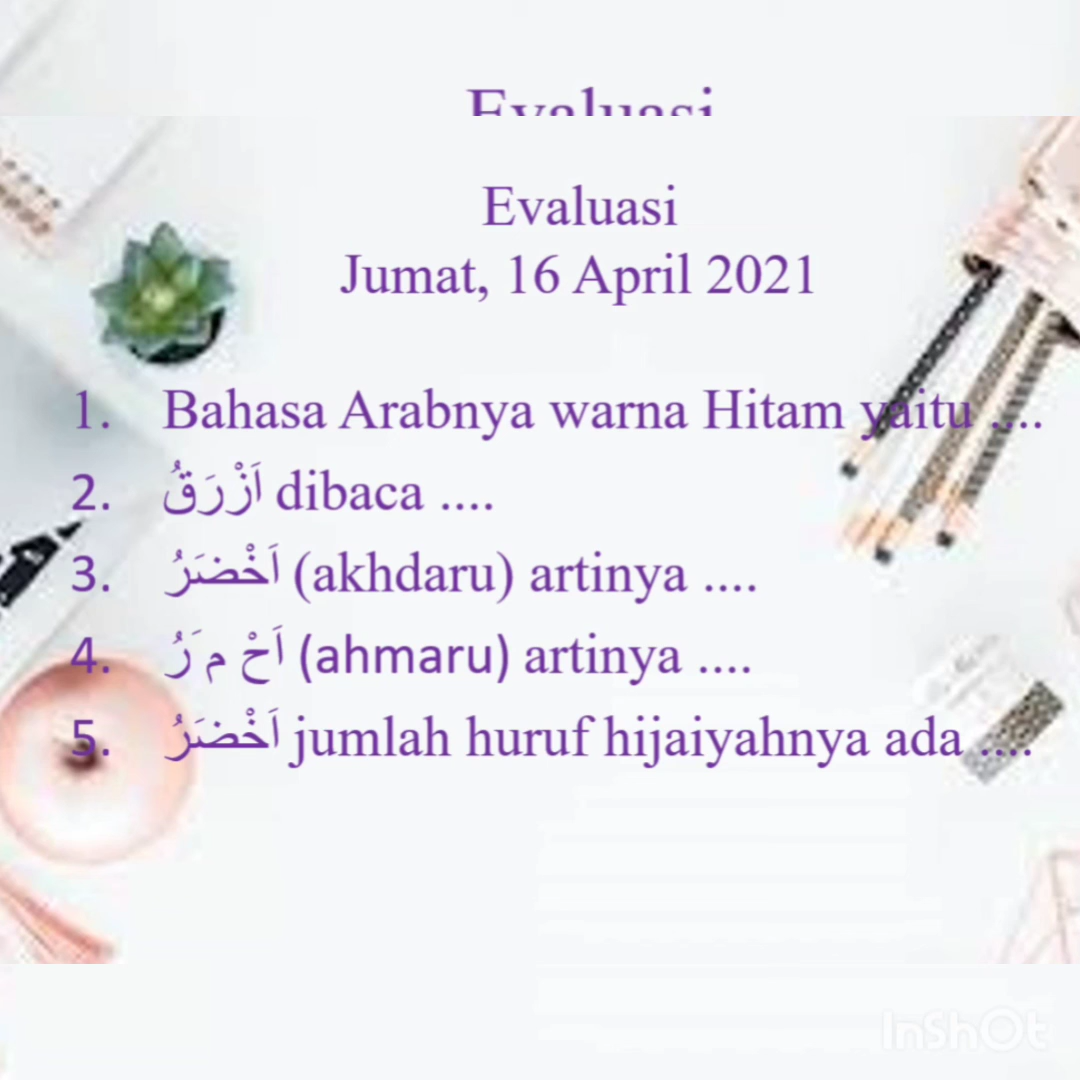 Evaluasi
Evaluasi
Jumat, 16 April 2021
1. Bahasa Arabnya warna Hitam yaitu ....
2. اَزْرَقُ dibaca ....
3. اَخْضَرُ (akhdaru) artinya ....
4. اَحْ مَ رُ (ahmaru) artinya ....
5. اَخْضَرُ jumlah huruf hijaiyahnya ada ....
InShOt